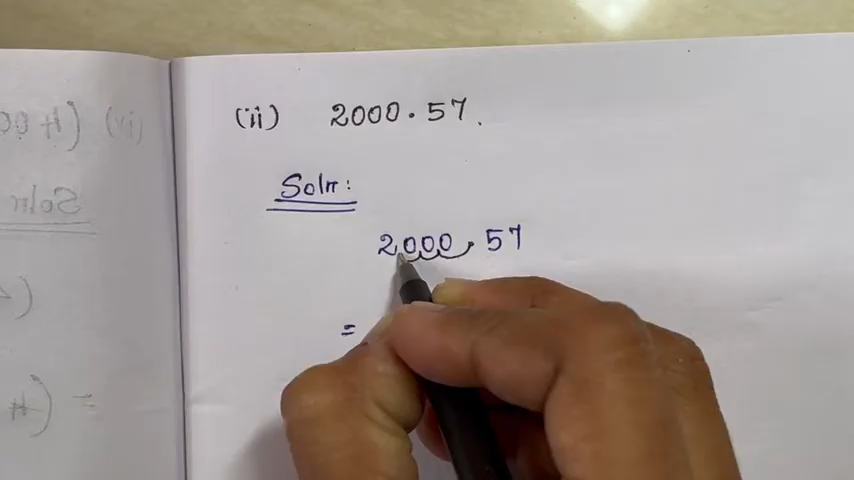 (ii) 2000.57.
Soln:
2000.57
=